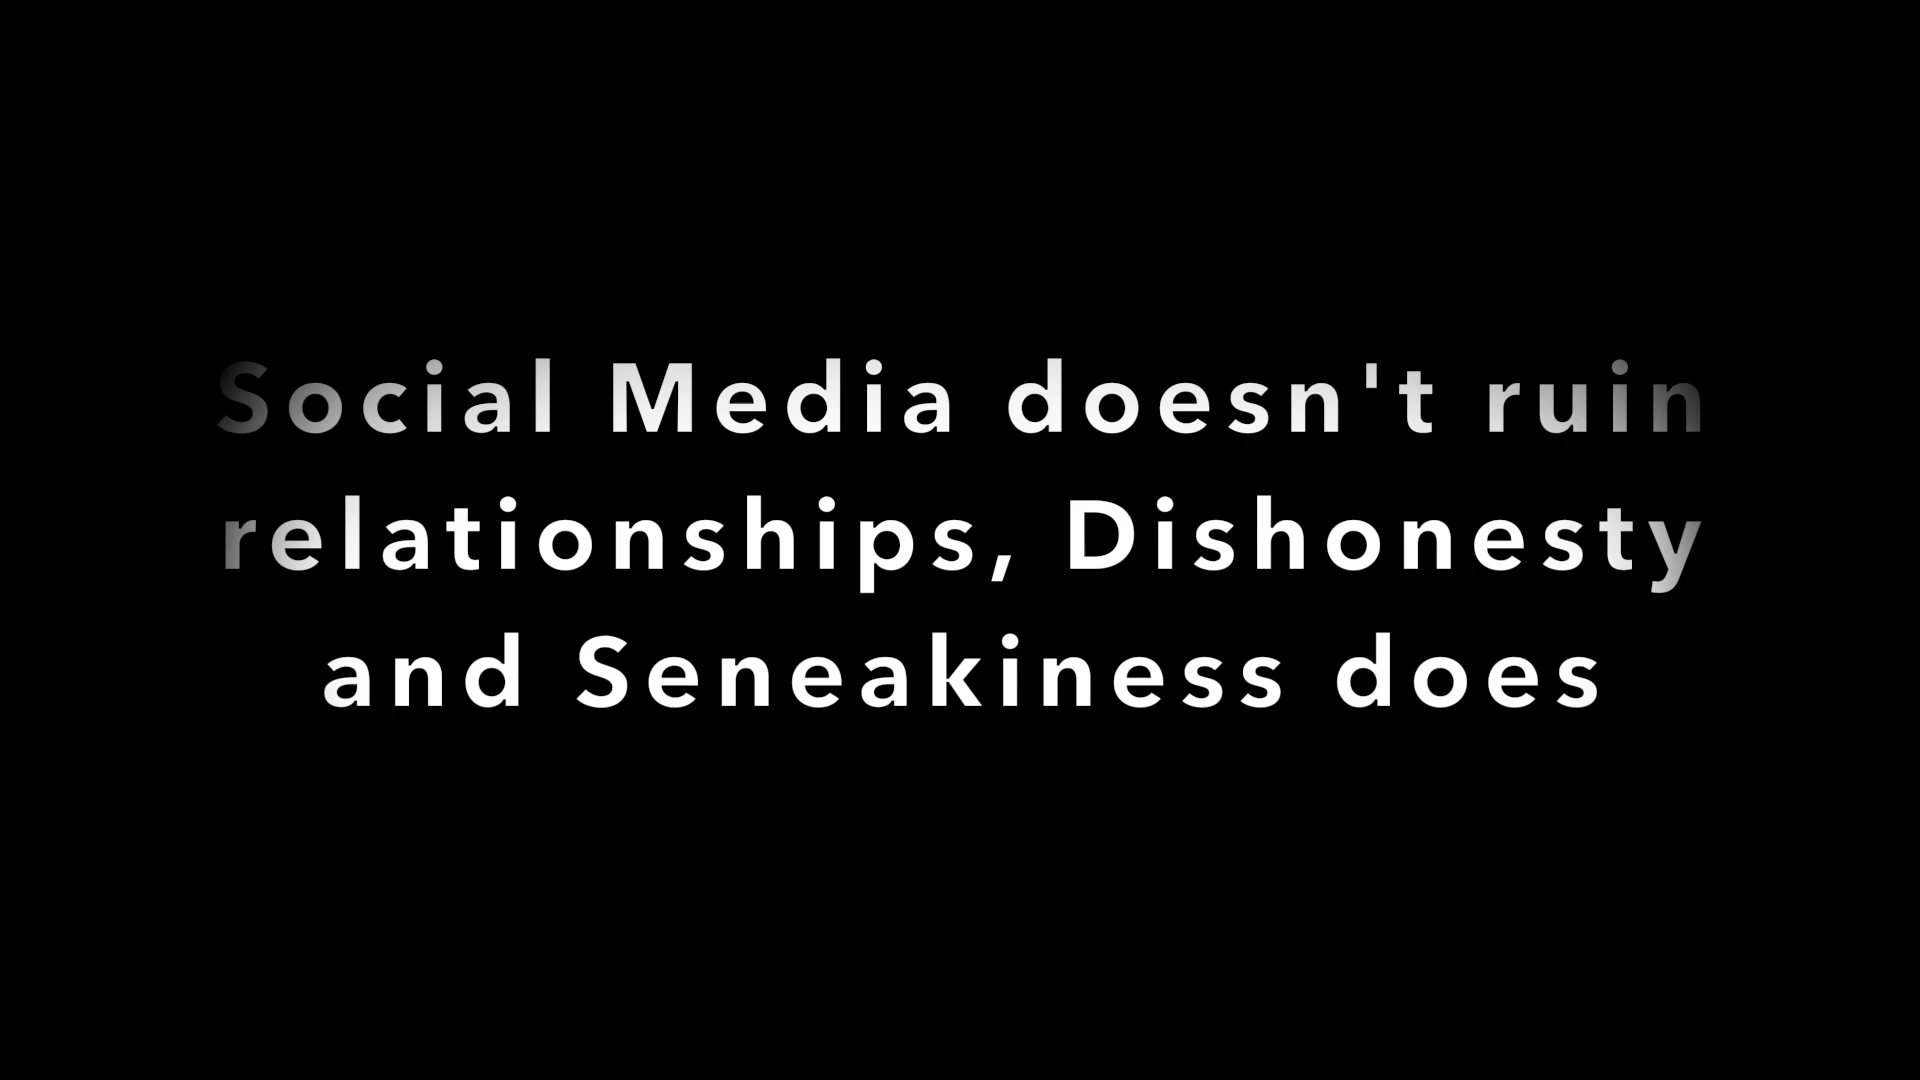 Social Media doesn't ruin
relationships, Dishonesty
and Seneakiness does